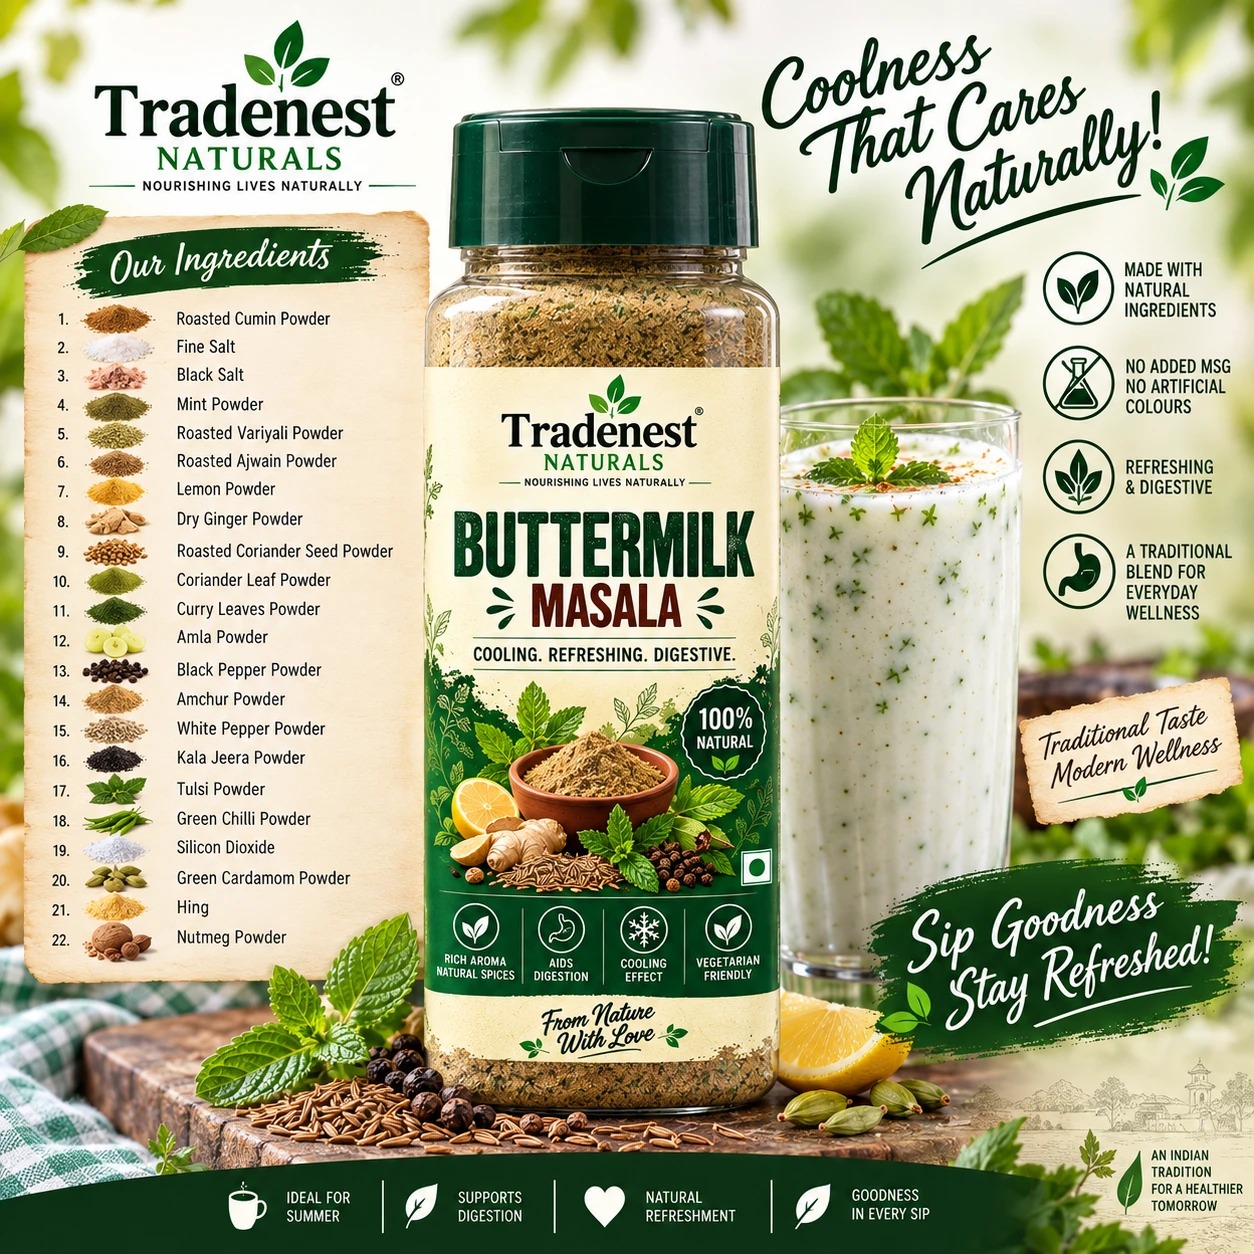 Tradenest®
NATURALS
NOURISHING LIVES NATURALLY
Coolness
That Cares
Naturally!
Our Ingredients
1. Roasted Cumin Powder
2. Fine Salt
3. Black Salt
4. Mint Powder
5. Roasted Variyali Powder
6. Roasted Ajwain Powder
7. Lemon Powder
8. Dry Ginger Powder
9. Roasted Coriander Seed Powder
10. Coriander Leaf Powder
11. Curry Leaves Powder
12. Amla Powder
13. Black Pepper Powder
14. Amchur Powder
15. White Pepper Powder
16. Kala Jeera Powder
17. Tulsi Powder
18. Green Chilli Powder
19. Silicon Dioxide
20. Green Cardamom Powder
21. Hing
22. Nutmeg Powder
Tradenest®
NATURALS
NOURISHING LIVES NATURALLY
BUTTERMILK
MASALA
COOLING. REFRESHING. DIGESTIVE.
100%
NATURAL
RICH AROMA
NATURAL SPICES
AIDS
DIGESTION
COOLING
EFFECT
VEGETARIAN
FRIENDLY
From Nature
With Love
MADE WITH
NATURAL
INGREDIENTS
NO ADDED MSG
NO ARTIFICIAL
COLOURS
REFRESHING
& DIGESTIVE
A TRADITIONAL
BLEND FOR
EVERYDAY
WELLNESS
Traditional Taste
Modern Wellness
Sip Goodness
Stay Refreshed!
IDEAL FOR
SUMMER
SUPPORTS
DIGESTION
NATURAL
REFRESHMENT
GOODNESS
IN EVERY SIP
AN INDIAN
TRADITION
FOR A HEALTHIER
TOMORROW